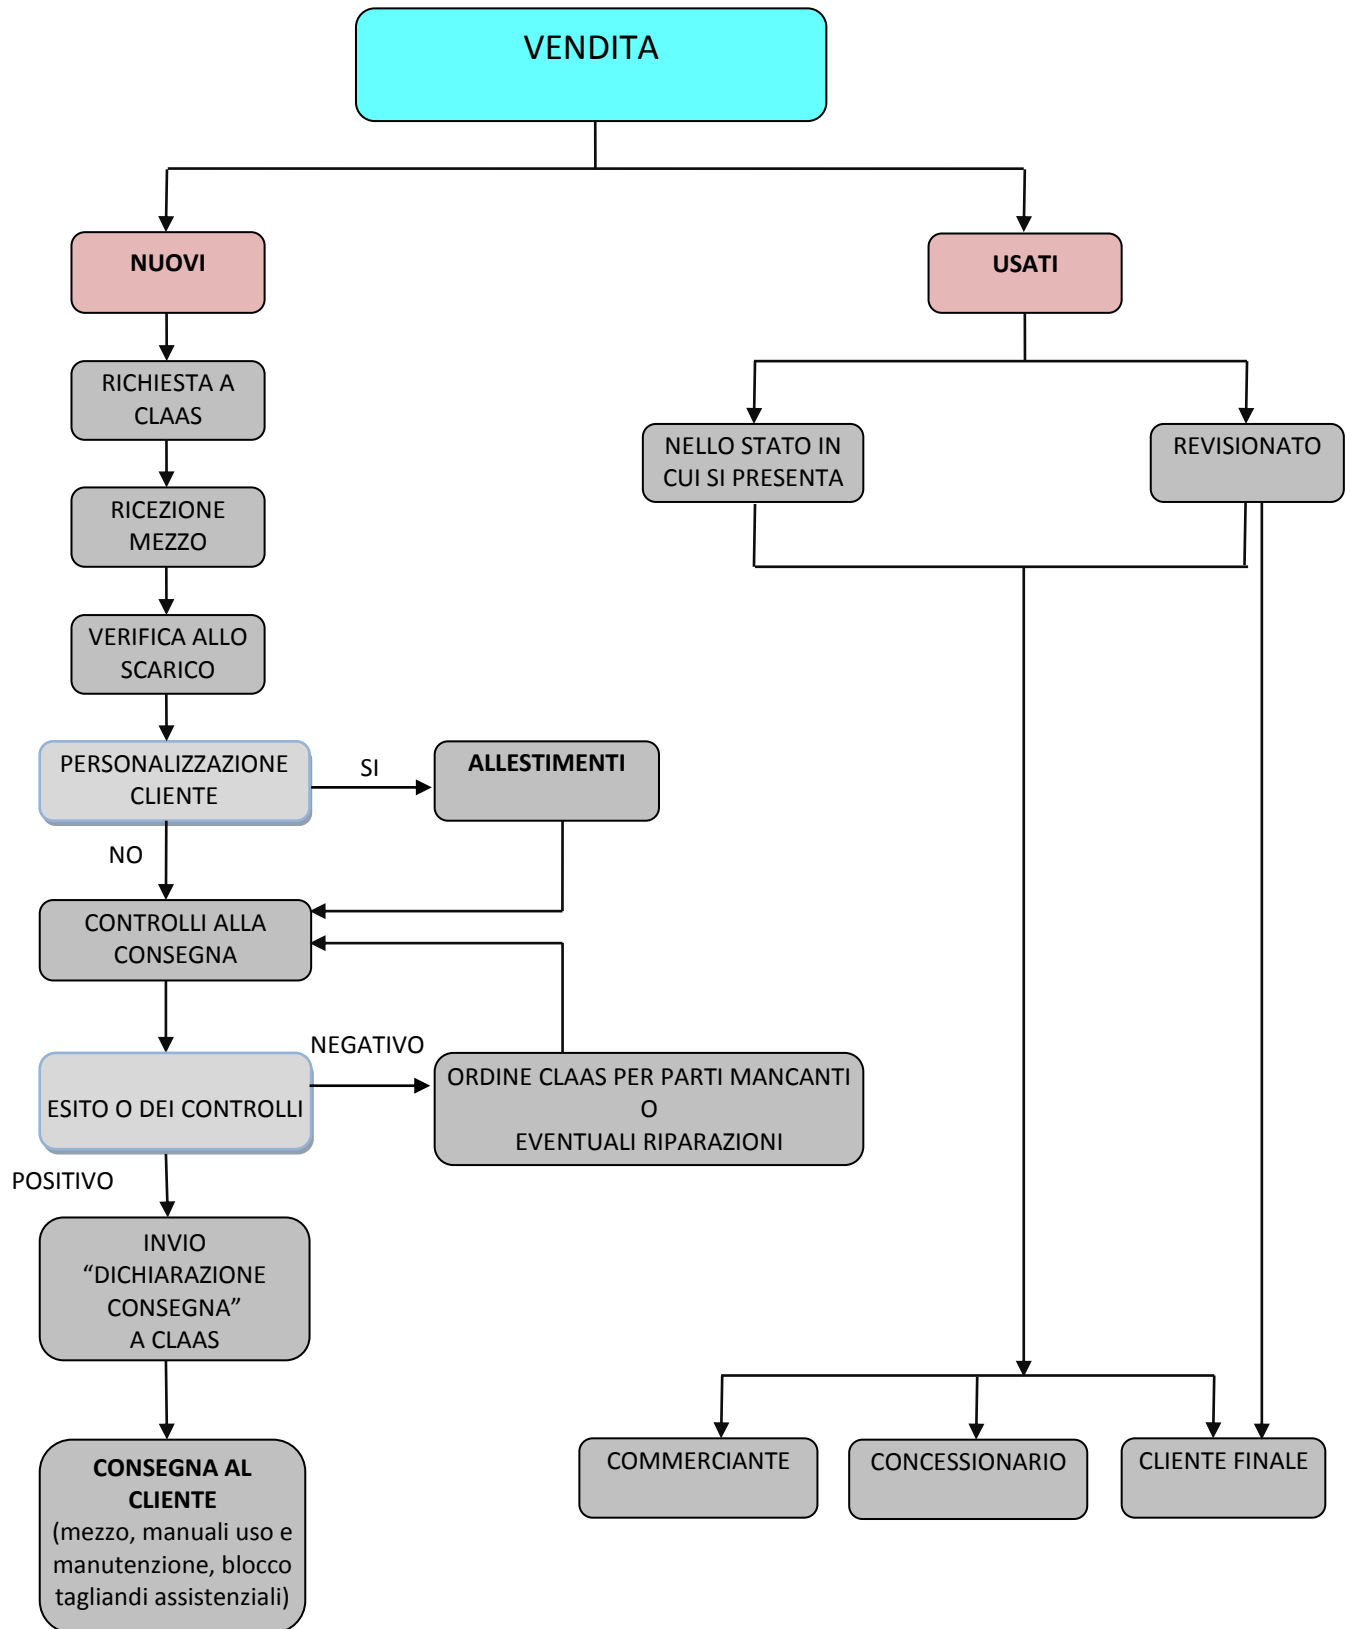 VENDITA
NUOVI
USATI
RICHIESTA A
CLAAS
NELLO STATO IN
CUI SI PRESENTA
REVISIONATO
RICEZIONE
MEZZO
VERIFICA ALLO
SCARICO
PERSONALIZZAZIONE
CLIENTE
SI
ALLESTIMENTI
NO
CONTROLLI ALLA
CONSEGNA
NEGATIVO
ESITO O DEI CONTROLLI
ORDINE CLAAS PER PARTI MANCANTI
O
EVENTUALI RIPARAZIONI
POSITIVO
INVIO
“DICHIARAZIONE
CONSEGNA”
A CLAAS
CONSEGNA AL
CLIENTE
(mezzo, manuali uso e
manutenzione, blocco
tagliandi assistenziali)
COMMERCIANTE
CONCESSIONARIO
CLIENTE FINALE